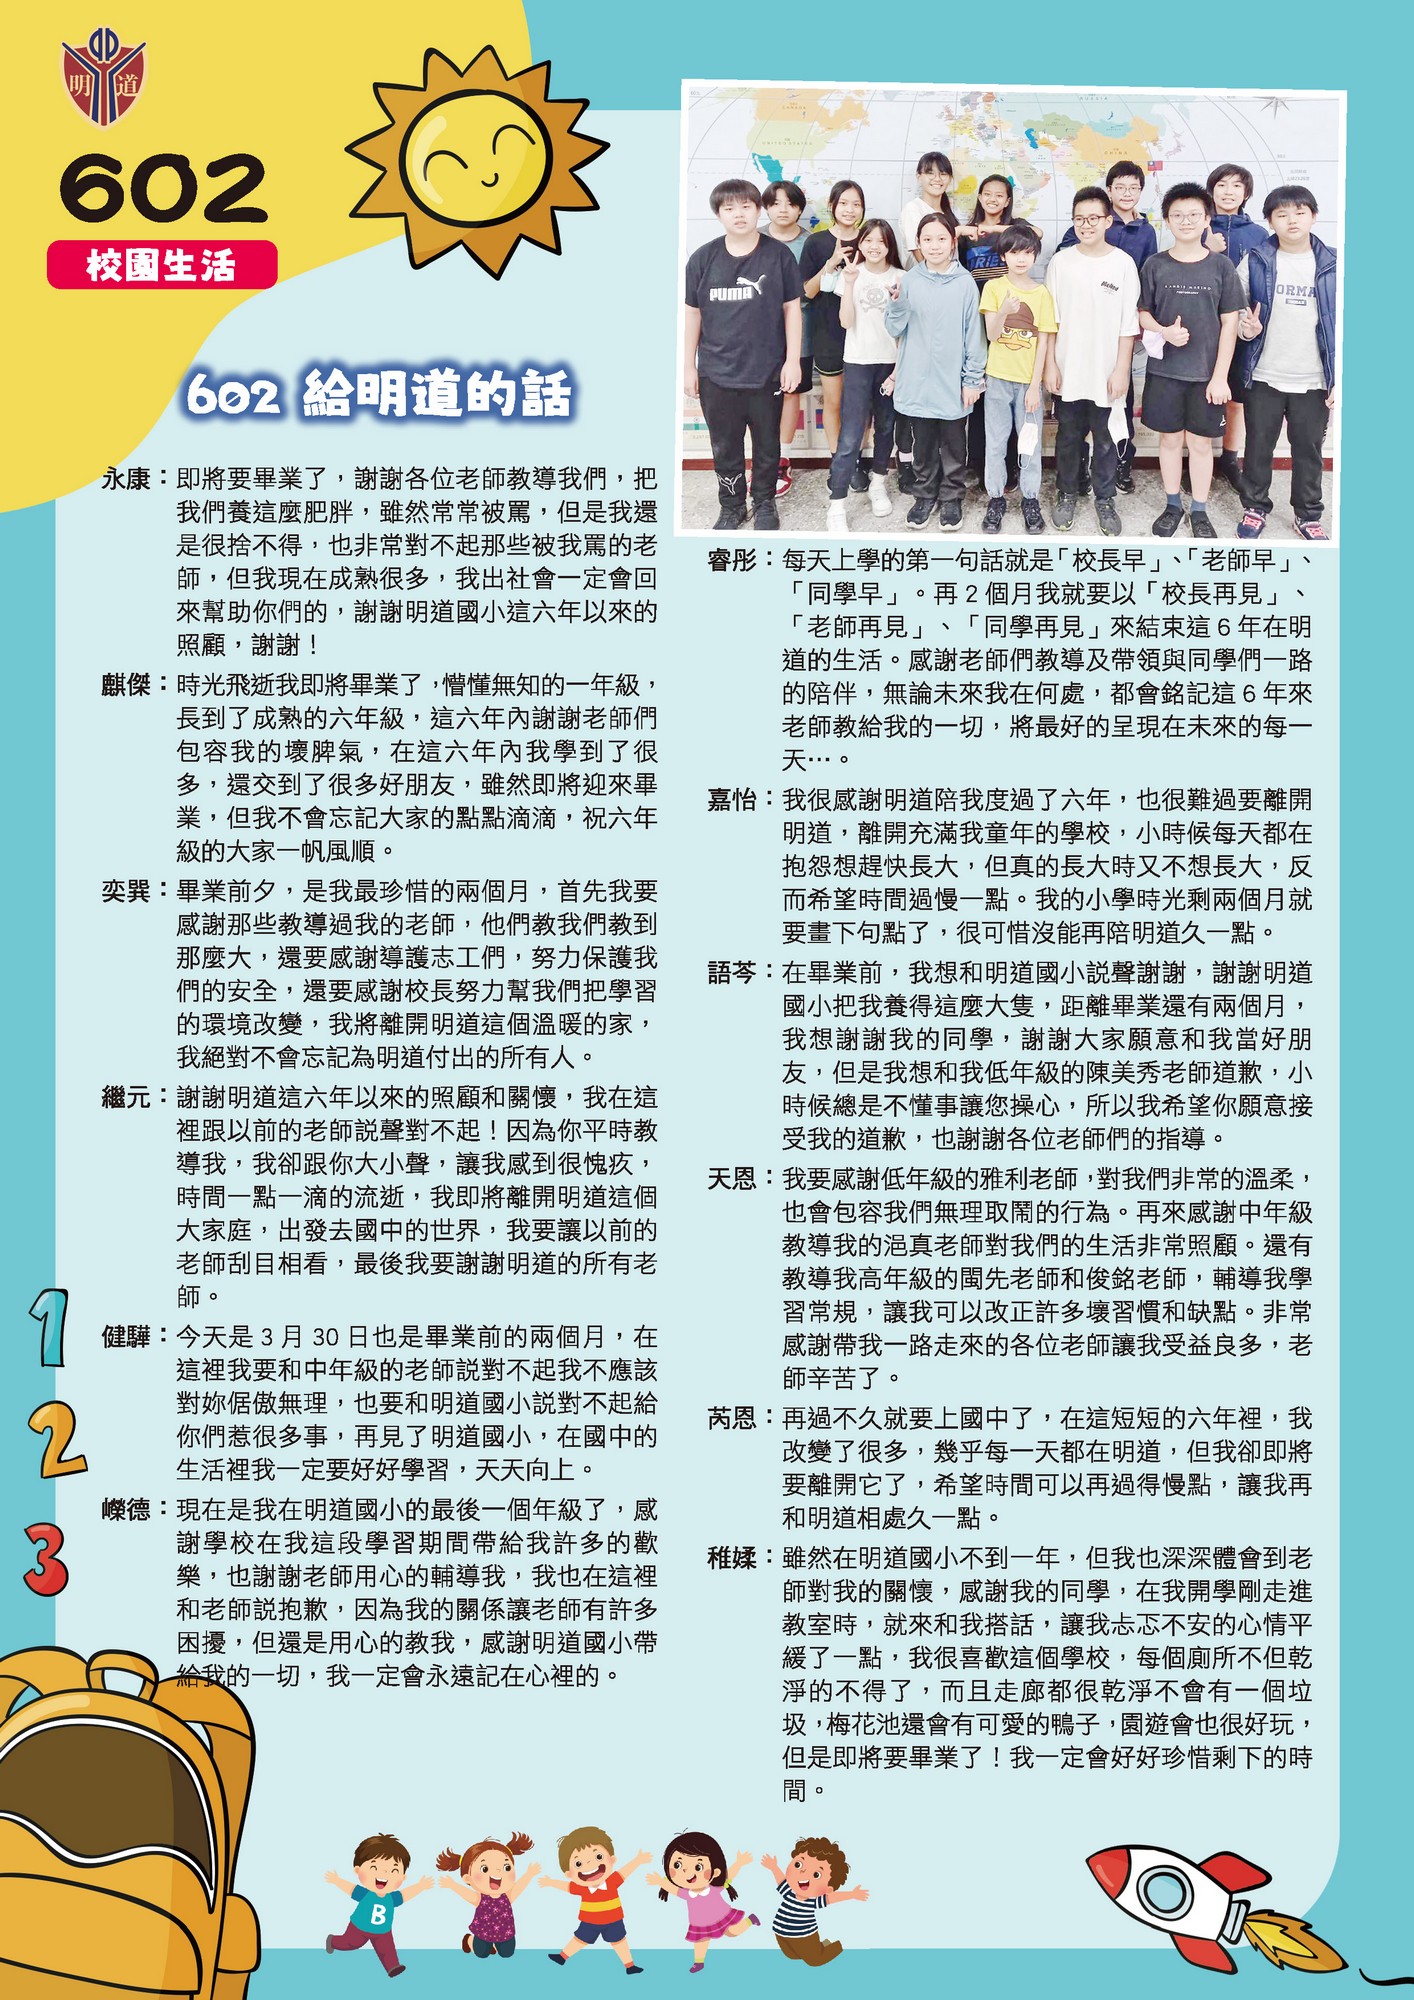 明道
602
校園生活
602 給明道的話
永康：即將要畢業了，謝謝各位老師教導我們，把
我們養這麼肥胖，雖然常常被罵，但是我還
是很捨不得，也非常對不起那些被我罵的老
師，但我現在成熟很多，我出社會一定會回
來幫助你們的，謝謝明道國小這六年以來的
照顧，謝謝！
麒傑：時光飛逝我即將畢業了，懵懂無知的一年級，
長到了成熟的六年級，這六年內謝謝老師們
包容我的壞脾氣，在這六年內我學到了很
多，還交到了很多好朋友，雖然即將迎來畢
業，但我不會忘記大家的點點滴滴，祝六年
級的大家一帆風順。
奕巽：畢業前夕，是我最珍惜的兩個月，首先我要
感謝那些教導過我的老師，他們教我們教到
那麼大，還要感謝導護志工們，努力保護我
們的安全，還要感謝校長努力幫我們把學習
的環境改變，我將離開明道這個溫暖的家，
我絕對不會忘記為明道付出的所有人。
繼元：謝謝明道這六年以來的照顧和關懷，我在這
裡跟以前的老師說聲對不起！因為你平時教
導我，我卻跟你大小聲，讓我感到很愧疚，
時間一點一滴的流逝，我即將離開明道這個
大家庭，出發去國中的世界，我要讓以前的
老師刮目相看，最後我要謝謝明道的所有老
師。
健驊：今天是 3 月 30 日也是畢業前的兩個月，在
這裡我要和中年級的老師說對不起我不應該
對妳倨傲無理，也要和明道國小說對不起給
你們惹很多事，再見了明道國小，在國中的
生活裡我一定要好好學習，天天向上。
嶸德：現在是我在明道國小的最後一個年級了，感
謝學校在我這段學習期間帶給我許多的歡
樂，也謝謝老師用心的輔導我，我也在這裡
和老師說抱歉，因為我的關係讓老師有許多
困擾，但還是用心的教我，感謝明道國小帶
給我的一切，我一定會永遠記在心裡的。
1
2
3
PUMA
睿彤：每天上學的第一句話就是「校長早」、「老師早」、
「同學早」。再 2 個月我就要以「校長再見」、
「老師再見」、「同學再見」來結束這 6 年在明
道的生活。感謝老師們教導及帶領與同學們一路
的陪伴，無論未來我在何處，都會銘記這 6 年來
老師教給我的一切，將最好的呈現在未來的每一
天…。
嘉怡：我很感謝明道陪我度過了六年，也很難過要離開
明道，離開充滿我童年的學校，小時候每天都在
抱怨想趕快長大，但真的長大時又不想長大，反
而希望時間過慢一點。我的小學時光剩兩個月就
要畫下句點了，很可惜沒能再陪明道久一點。
語芩：在畢業前，我想和明道國小說聲謝謝，謝謝明道
國小把我養得這麼大隻，距離畢業還有兩個月，
我想謝謝我的同學，謝謝大家願意和我當好朋
友，但是我想和我低年級的陳美秀老師道歉，小
時候總是不懂事讓您操心，所以我希望你願意接
受我的道歉，也謝謝各位老師們的指導。
天恩：我要感謝低年級的雅利老師，對我們非常的溫柔，
也會包容我們無理取鬧的行為。再來感謝中年級
教導我的浥真老師對我們的生活非常照顧。還有
教導我高年級的閩先老師和俊銘老師，輔導我學
習常規，讓我可以改正許多壞習慣和缺點。非常
感謝帶我一路走來的各位老師讓我受益良多，老
師辛苦了。
芮恩：再過不久就要上國中了，在這短短的六年裡，我
改變了很多，幾乎每一天都在明道，但我卻即將
要離開它了，希望時間可以再過得慢點，讓我再
和明道相處久一點。
稚媃：雖然在明道國小不到一年，但我也深深體會到老
師對我的關懷，感謝我的同學，在我開學剛走進
教室時，就來和我搭話，讓我忐忑不安的心情平
緩了一點，我很喜歡這個學校，每個廁所不但乾
淨的不得了，而且走廊都很乾淨不會有一個垃
圾，梅花池還會有可愛的鴨子，園遊會也很好玩，
但是即將要畢業了！我一定會好好珍惜剩下的時
間。
B